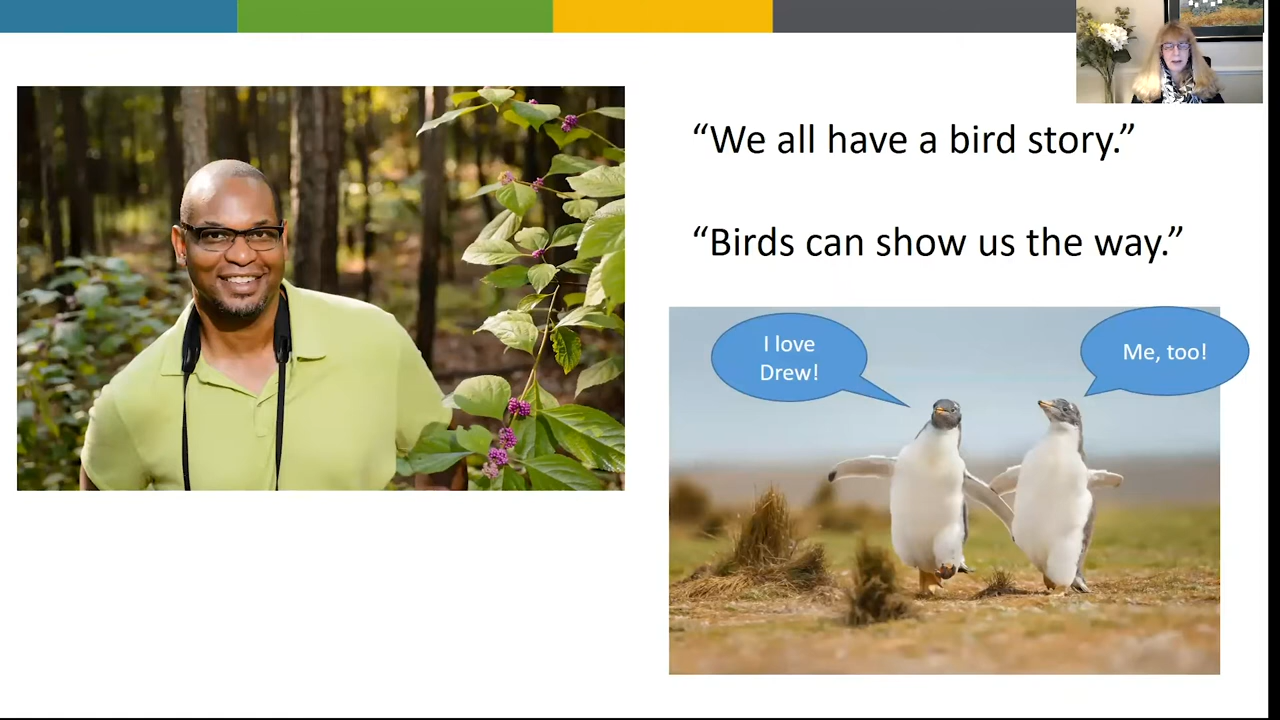 “We all have a bird story.”
“Birds can show us the way.”
I love
Drew!
Me, too!